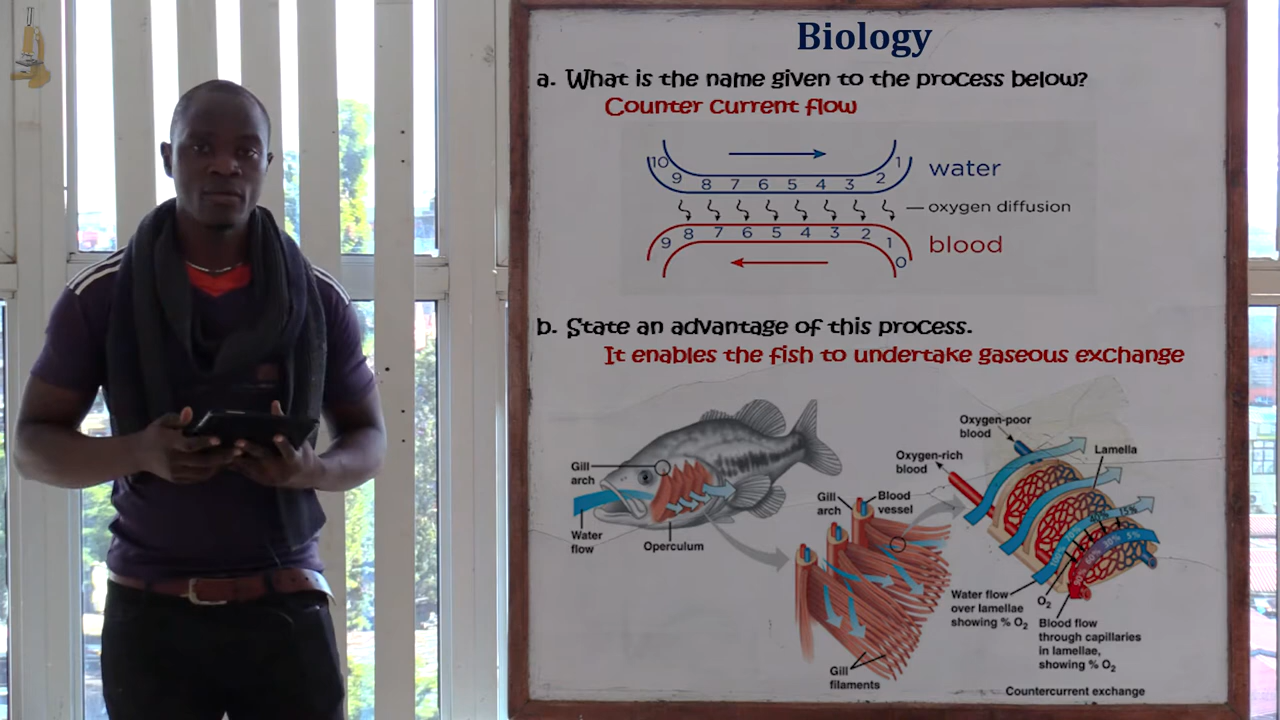 Biology
a. What is the name given to the process below?
Counter current flow
10 9 8 7 6 5 4 3 2 1
water
oxygen diffusion
9 8 7 6 5 4 3 2 1 0
blood
b. State an advantage of this process.
It enables the fish to undertake gaseous exchange
Gill
arch
Water
flow
Operculum
Gill
arch
Blood
vessel
Gill
filaments
Oxygen-poor
blood
Oxygen-rich
blood
Lamella
40% 15%
30% 5%
Water flow
over lamellae
showing % O₂
O₂
Blood flow
through capillaries
in lamellae,
showing % O₂
Countercurrent exchange